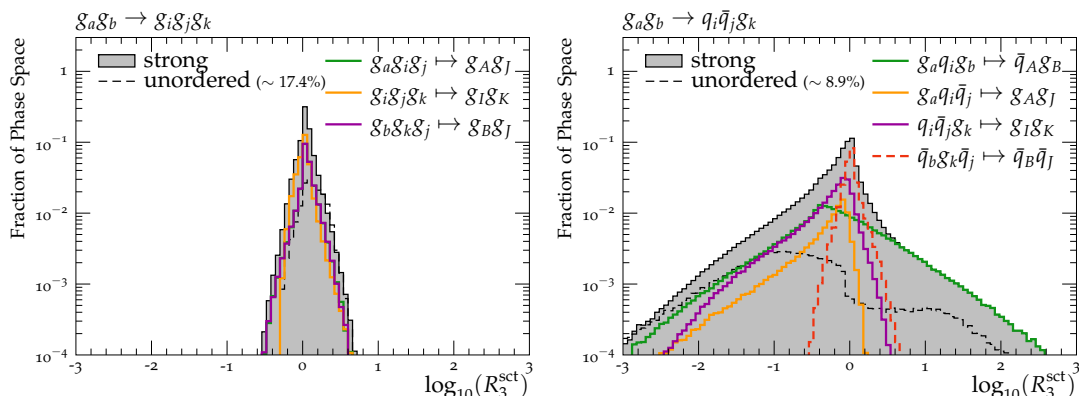 g_a g_b → g_i g_j g_k
Fraction of Phase Space
1
10⁻¹
10⁻²
10⁻³
10⁻⁴
strong
unordered (∼ 17.4%)
g_a g_i g_j ↦ g_A g_J
g_i g_j g_k ↦ g_I g_K
g_b g_k g_j ↦ g_B g_J
-3 -2 -1 0 1 2 3
log₁₀(R₃^sct)
g_a g_b → q_i q̄_j g_k
Fraction of Phase Space
1
10⁻¹
10⁻²
10⁻³
10⁻⁴
strong
unordered (∼ 8.9%)
g_a q_i g_b ↦ q̄_A g_B
g_a q_i q̄_j ↦ g_A g_J
q_i q̄_j g_k ↦ g_I g_K
q̄_b g_k q̄_j ↦ q̄_B q̄_J
-3 -2 -1 0 1 2 3
log₁₀(R₃^sct)